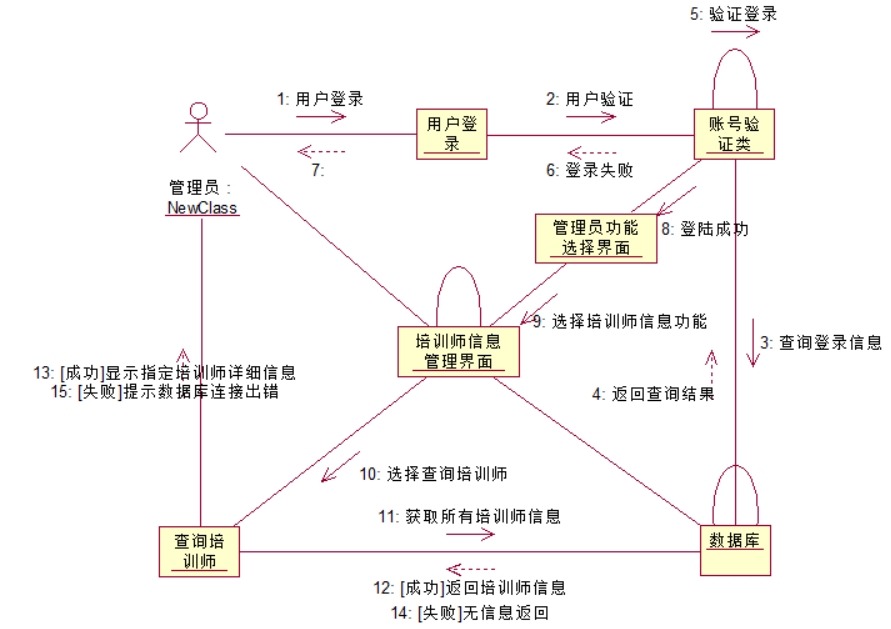 5: 验证登录
1: 用户登录
2: 用户验证
用户登
录
账号验
证类
7:
6: 登录失败
管理员:
NewClass
管理员功能
选择界面
8: 登陆成功
9: 选择培训师信息功能
培训师信息
管理界面
3: 查询登录信息
13: [成功]显示指定培训师详细信息
15: [失败]提示数据库连接出错
4: 返回查询结果
10: 选择查询培训师
11: 获取所有培训师信息
查询培
训师
数据库
12: [成功]返回培训师信息
14: [失败]无信息返回